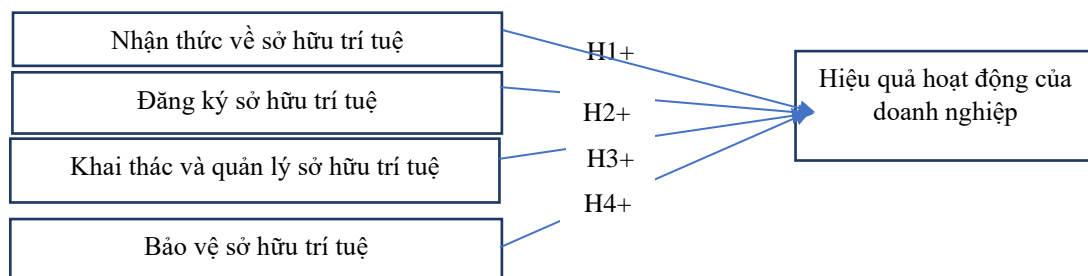 Nhận thức về sở hữu trí tuệ
H1+
Đăng ký sở hữu trí tuệ
H2+
Khai thác và quản lý sở hữu trí tuệ
H3+
Bảo vệ sở hữu trí tuệ
H4+
Hiệu quả hoạt động của
doanh nghiệp